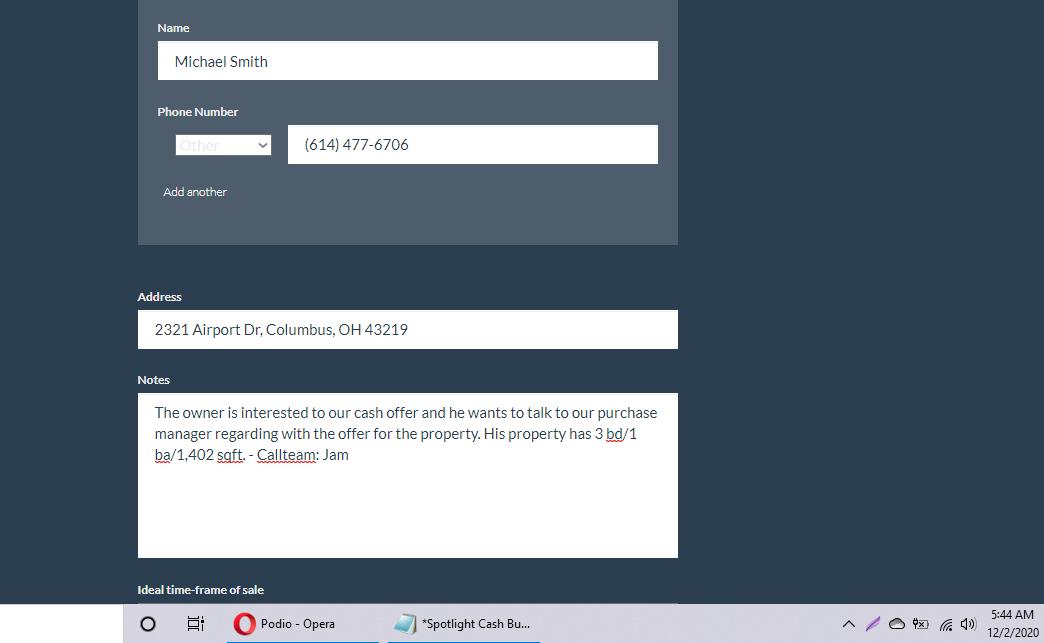 Name
Michael Smith
Phone Number
Other
(614) 477-6706
Add another
Address
2321 Airport Dr, Columbus, OH 43219
Notes
The owner is interested to our cash offer and he wants to talk to our purchase
manager regarding with the offer for the property. His property has 3 bd/1
ba/1,402 sqft. - Callteam: Jam
Ideal time-frame of sale
Podio - Opera
*Spotlight Cash Bu...
5:44 AM
12/2/2020